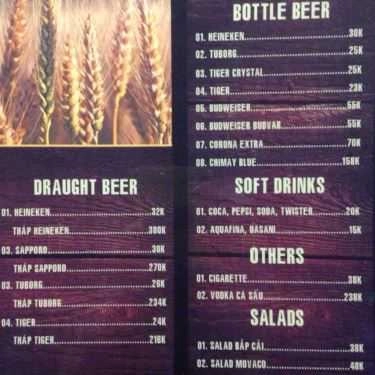 DRAUGHT BEER
01. HEINEKEN 32K
THÁP HEINEKEN 300K
03. SAPPORO 30K
THÁP SAPPORO 270K
03. TUBORG 26K
THÁP TUBORG 234K
04. TIGER 24K
THÁP TIGER 216K
BOTTLE BEER
01. HEINEKEN 30K
02. TUBORG 25K
03. TIGER CRYSTAL 25K
04. TIGER 23K
05. BUDWEISER 55K
06. BUDWEISER BUDVAR 55K
07. CORONA EXTRA 70K
08. CHIMAY BLUE 158K
SOFT DRINKS
01. COCA, PEPSI, SODA, TWISTER 20K
02. AQUAFINA, DASANI 15K
OTHERS
01. CIGARETTE 38K
02. VODKA CÁ SẤU 238K
SALADS
01. SALAD BẮP CẢI 38K
02. SALAD MOVACO 48K